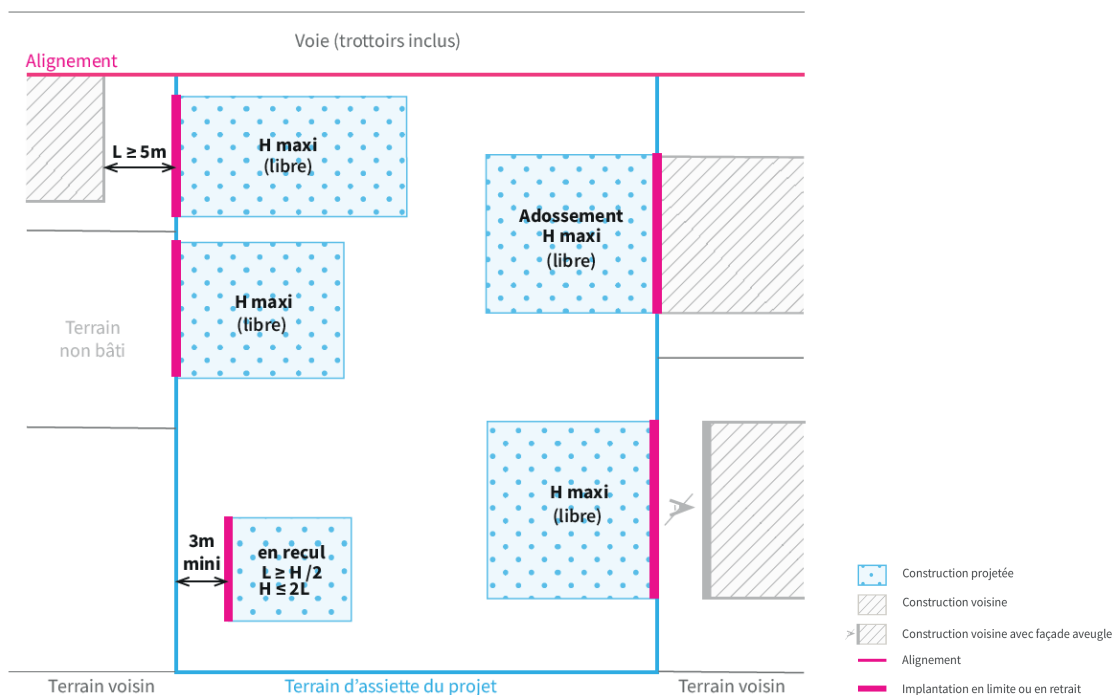 Voie (trottoirs inclus)
Alignement
L ≥ 5m
H maxi
(libre)
Adossement
H maxi
(libre)
H maxi
(libre)
Terrain
non bâti
H maxi
(libre)
3m
mini
en recul
L ≥ H /2
H ≤ 2L
Terrain voisin
Terrain d'assiette du projet
Terrain voisin
Construction projetée
Construction voisine
Construction voisine avec façade aveugle
Alignement
Implantation en limite ou en retrait